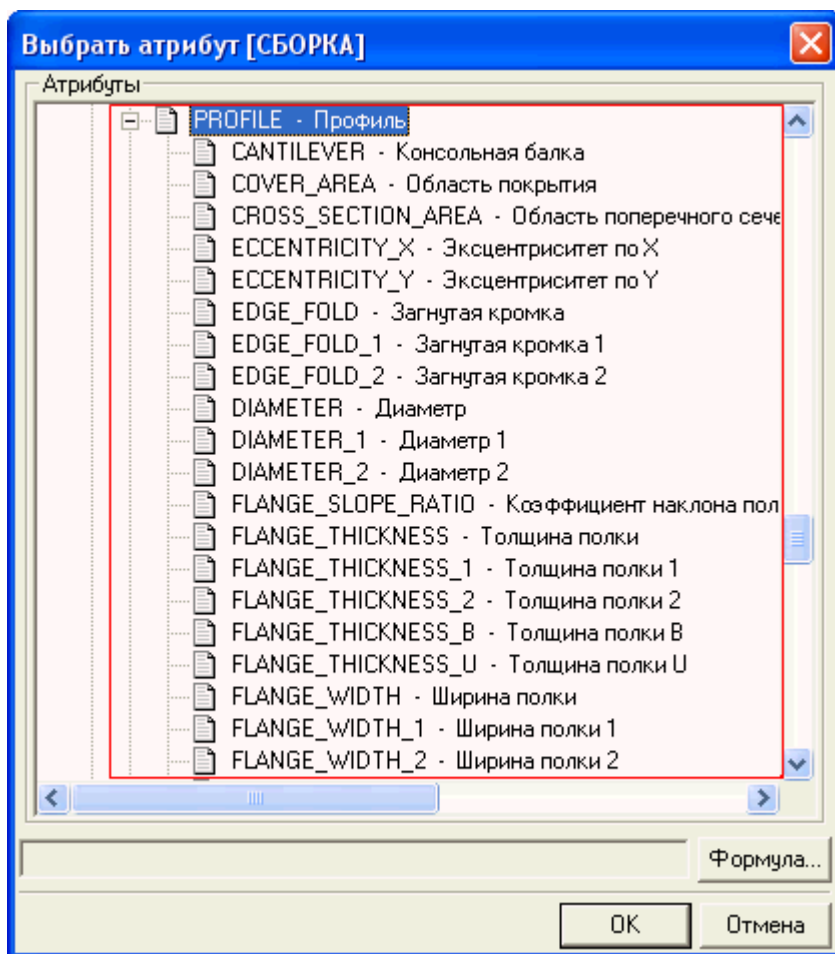 Выбрать атрибут [СБОРКА]
Атрибуты
PROFILE - Профиль
CANTILEVER - Консольная балка
COVER_AREA - Область покрытия
CROSS_SECTION_AREA - Область поперечного сече
ECCENTRICITY_X - Эксцентриситет по X
ECCENTRICITY_Y - Эксцентриситет по Y
EDGE_FOLD - Загнутая кромка
EDGE_FOLD_1 - Загнутая кромка 1
EDGE_FOLD_2 - Загнутая кромка 2
DIAMETER - Диаметр
DIAMETER_1 - Диаметр 1
DIAMETER_2 - Диаметр 2
FLANGE_SLOPE_RATIO - Коэффициент наклона пол
FLANGE_THICKNESS - Толщина полки
FLANGE_THICKNESS_1 - Толщина полки 1
FLANGE_THICKNESS_2 - Толщина полки 2
FLANGE_THICKNESS_B - Толщина полки B
FLANGE_THICKNESS_U - Толщина полки U
FLANGE_WIDTH - Ширина полки
FLANGE_WIDTH_1 - Ширина полки 1
FLANGE_WIDTH_2 - Ширина полки 2
Формула...
OK
Отмена